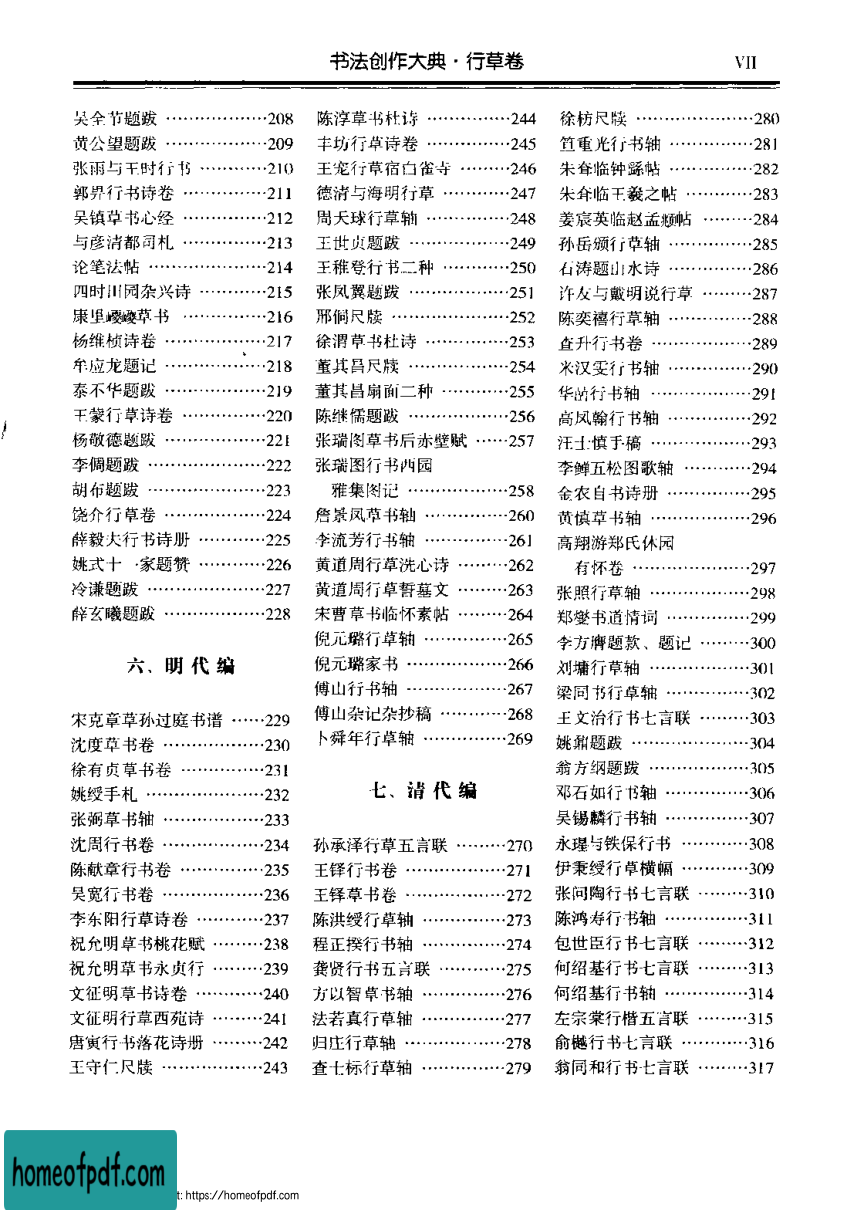 书法创作大典·行草卷 VII
吴全节题跋 ………………208
黄公望题跋 ………………209
张雨与王时行书 …………210
郭畀行书诗卷 ……………211
吴镇草书心经 ……………212
与彦清都司札 ……………213
论笔法帖 …………………214
四时田园杂兴诗 …………215
康里巎巎草书 ……………216
杨维桢诗卷 ………………217
牟应龙题记 ………………218
泰不华题跋 ………………219
王蒙行草诗卷 ……………220
杨敬德题跋 ………………221
李倜题跋 …………………222
胡布题跋 …………………223
饶介行草卷 ………………224
薛毅夫行书诗册 …………225
姚式十一家题赞 …………226
冷谦题跋 …………………227
薛玄曦题跋 ………………228
六、明代编
宋克章草孙过庭书谱 ……229
沈度草书卷 ………………230
徐有贞草书卷 ……………231
姚绶手札 …………………232
张弼草书轴 ………………233
沈周行书卷 ………………234
陈献章行书卷 ……………235
吴宽行书卷 ………………236
李东阳行草诗卷 …………237
祝允明草书桃花赋 ………238
祝允明草书永贞行 ………239
文征明草书诗卷 …………240
文征明行草西苑诗 ………241
唐寅行书落花诗册 ………242
王守仁尺牍 ………………243
陈淳草书杜诗 ……………244
丰坊行草诗卷 ……………245
王宠行草宿白雀寺 ………246
德清与海明行草 …………247
周天球行草轴 ……………248
王世贞题跋 ………………249
王稚登行书二种 …………250
张凤翼题跋 ………………251
邢侗尺牍 …………………252
徐渭草书杜诗 ……………253
董其昌尺牍 ………………254
董其昌扇面二种 …………255
陈继儒题跋 ………………256
张瑞图草书后赤壁赋 ……257
张瑞图行书西园
雅集图记 ………………258
詹景凤草书轴 ……………260
李流芳行书轴 ……………261
黄道周行草洗心诗 ………262
黄道周行草誓墓文 ………263
宋曹草书临怀素帖 ………264
倪元璐行草轴 ……………265
倪元璐家书 ………………266
傅山行书轴 ………………267
傅山杂记杂抄稿 …………268
卜舜年行草轴 ……………269
七、清代编
孙承泽行草五言联 ………270
王铎行书卷 ………………271
王铎草书卷 ………………272
陈洪绶行草轴 ……………273
程正揆行书轴 ……………274
龚贤行书五言联 …………275
方以智草书轴 ……………276
法若真行草轴 ……………277
归庄行草轴 ………………278
查士标行草轴 ……………279
徐枋尺牍 …………………280
笪重光行书轴 ……………281
朱耷临钟繇帖 ……………282
朱耷临王羲之帖 …………283
姜宸英临赵孟頫帖 ………284
孙岳颁行草轴 ……………285
石涛题山水诗 ……………286
许友与戴明说行草 ………287
陈奕禧行草轴 ……………288
查升行书卷 ………………289
米汉雯行书轴 ……………290
华喦行书轴 ………………291
高凤翰行书轴 ……………292
汪士慎手稿 ………………293
李鱓五松图歌轴 …………294
金农自书诗册 ……………295
黄慎草书轴 ………………296
高翔游郑氏休园
有怀卷 …………………297
张照行草轴 ………………298
郑燮书道情词 ……………299
李方膺题款、题记 ………300
刘墉行草轴 ………………301
梁同书行草轴 ……………302
王文治行书七言联 ………303
姚鼐题跋 …………………304
翁方纲题跋 ………………305
邓石如行书轴 ……………306
吴锡麟行书轴 ……………307
永瑆与铁保行书 …………308
伊秉绶行草横幅 …………309
张问陶行书七言联 ………310
陈鸿寿行书轴 ……………311
包世臣行书七言联 ………312
何绍基行书七言联 ………313
何绍基行书轴 ……………314
左宗棠行楷五言联 ………315
俞樾行书七言联 …………316
翁同和行书七言联 ………317
homeofpdf.com
t: https://homeofpdf.com